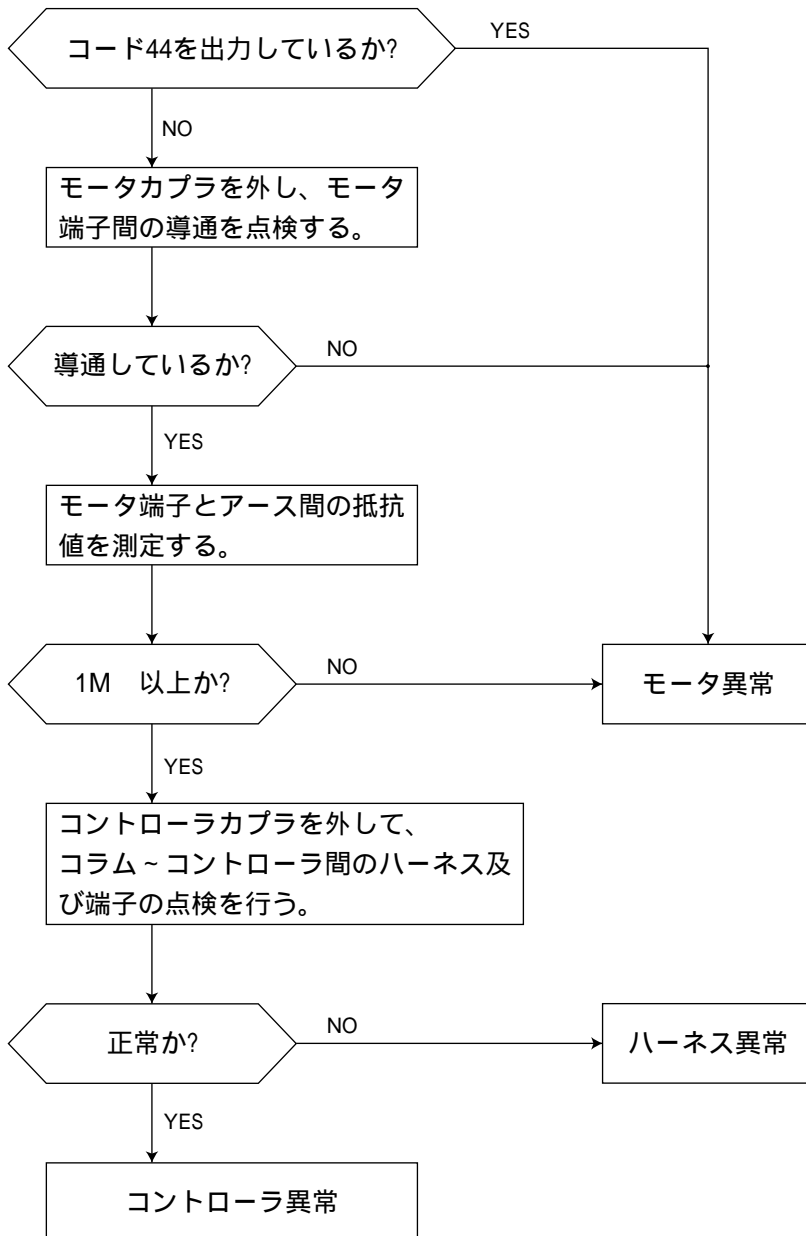 コード44を出力しているか?
YES
NO
モータカプラを外し、モータ
端子間の導通を点検する。
導通しているか?
NO
YES
モータ端子とアース間の抵抗
値を測定する。
1M　以上か?
NO
モータ異常
YES
コントローラカプラを外して、
コラム~コントローラ間のハーネス及
び端子の点検を行う。
正常か?
NO
ハーネス異常
YES
コントローラ異常